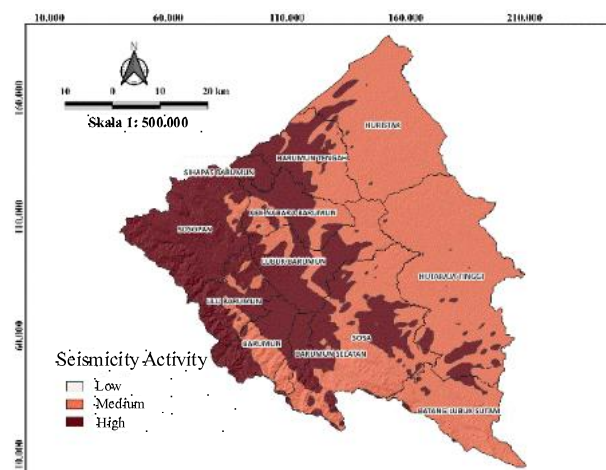 10.000 60.000 110.000 160.000 210.000
N
10 0 10 20 km
Skala 1: 500.000
160.000
110.000
60.000
10.000
HURISTAK
BARUMUN TENGAH
SIHAPAS BARUMUN
SOSOPAN
BARUMUN
LUBUK BARUMUN
HUTARAJA TINGGI
ULU BARUMUN
SOSA
BARUMUN
BARUMUN SELATAN
BATANG LUBUK SUTAM
Seismicity Activity
Low
Medium
High